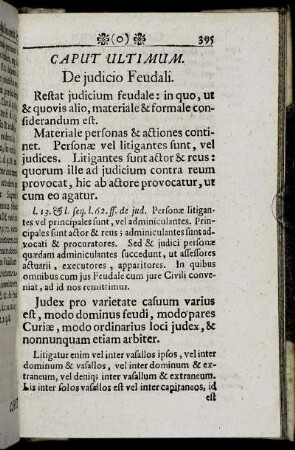 (o) 395
CAPUT ULTIMUM.
De judicio Feudali.
Restat judicium feudale: in quo, ut
& quovis alio, materiale & formale con-
siderandum est.
Materiale personas & actiones conti-
net. Personæ vel litigantes sunt, vel
judices. Litigantes sunt actor & reus:
quorum ille ad judicium contra reum
provocat, hic ab actore provocatur, ut
cum eo agatur.
l. 13. & l. seq. l. 62. ff. de jud. Personæ litigan-
tes vel principales sunt, vel adminiculantes. Prin-
cipales sunt actor & reus; adminiculantes sunt ad-
vocati & procuratores. Sed & judici personæ
quædam adminiculantes succedunt, ut assessores
actuarii, executores, apparitores. In quibus
omnibus cum jus Feudale cum jure Civili conve-
niat, ad id nos remittimus.
Judex pro varietate casuum varius
est, modo dominus feudi, modo pares
Curiæ, modo ordinarius loci judex, &
nonnunquam etiam arbiter.
Litigatur enim vel inter vasallos ipsos, vel inter
dominum & vasallos, vel inter dominum & ex-
traneum, vel deniq; inter vasallum & extraneum.
Lis inter solos vasallos est vel inter capitaneos, id
est